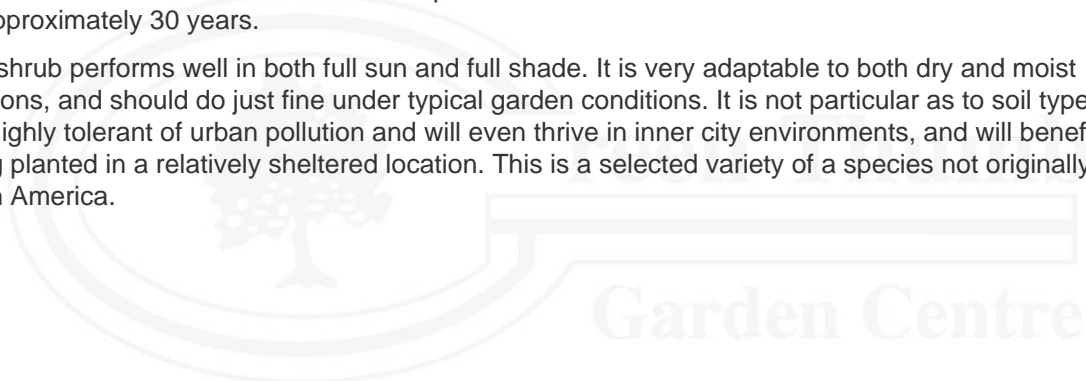 pproximately 30 years.
shrub performs well in both full sun and full shade. It is very adaptable to both dry and moist
ons, and should do just fine under typical garden conditions. It is not particular as to soil type
ighly tolerant of urban pollution and will even thrive in inner city environments, and will benef
g planted in a relatively sheltered location. This is a selected variety of a species not originally
n America.
Garden Centre